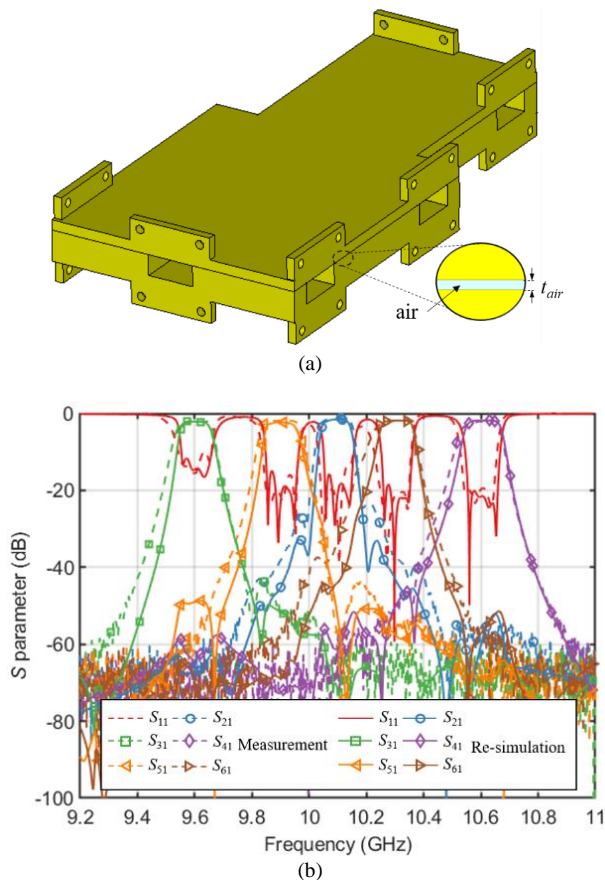 (a)
air
t_air
0
-20
-40
-60
-80
-100
S parameter (dB)
S11 S21 S11 S21
S31 S41 Measurement S31 S41 Re-simulation
S51 S61 S51 S61
9.2 9.4 9.6 9.8 10 10.2 10.4 10.6 10.8 11
Frequency (GHz)
(b)